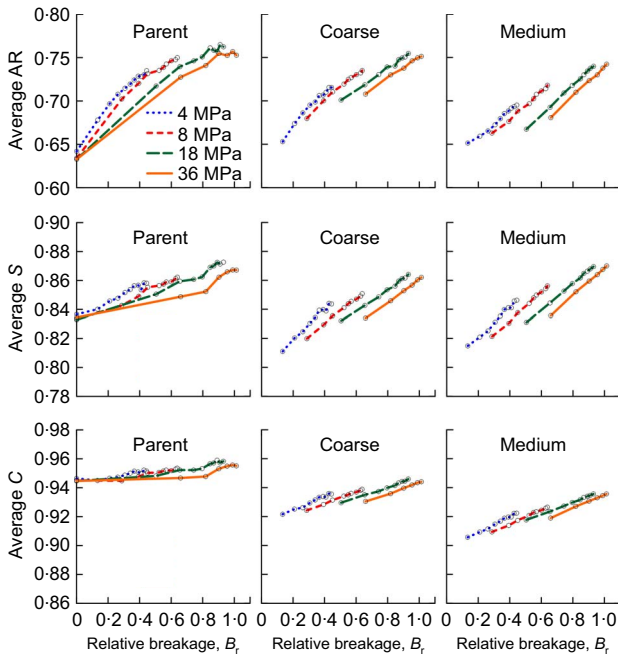 Parent
Coarse
Medium
Average AR
0·80
0·75
0·70
0·65
0·60
4 MPa
8 MPa
18 MPa
36 MPa
Parent
Coarse
Medium
Average S
0·90
0·88
0·86
0·84
0·82
0·80
0·78
Parent
Coarse
Medium
Average C
0·98
0·96
0·94
0·92
0·90
0·88
0·86
0 0·2 0·4 0·6 0·8 1·0
0 0·2 0·4 0·6 0·8 1·0
0 0·2 0·4 0·6 0·8 1·0
Relative breakage, Br
Relative breakage, Br
Relative breakage, Br